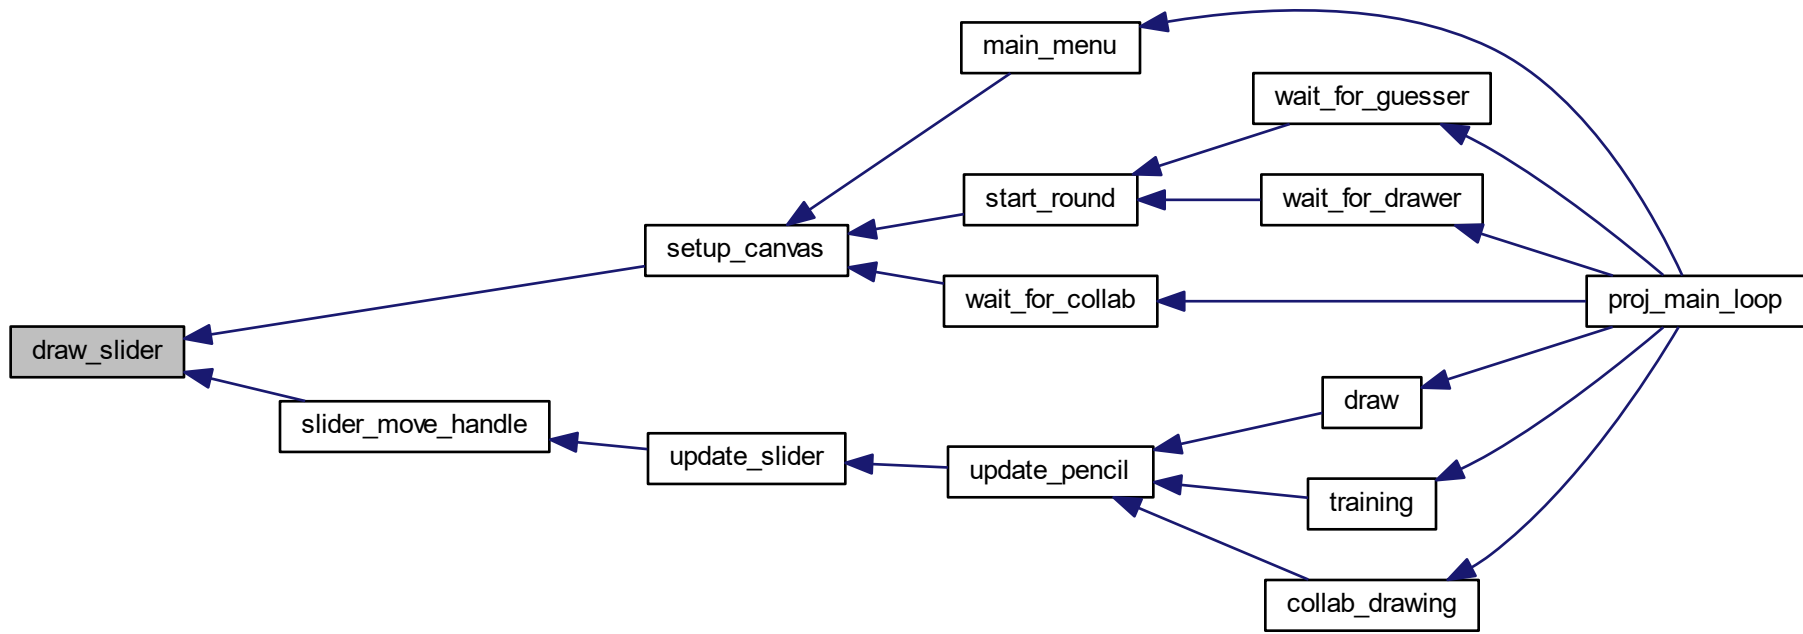 main_menu
wait_for_guesser
start_round
wait_for_drawer
setup_canvas
wait_for_collab
proj_main_loop
draw_slider
draw
slider_move_handle
update_slider
update_pencil
training
collab_drawing